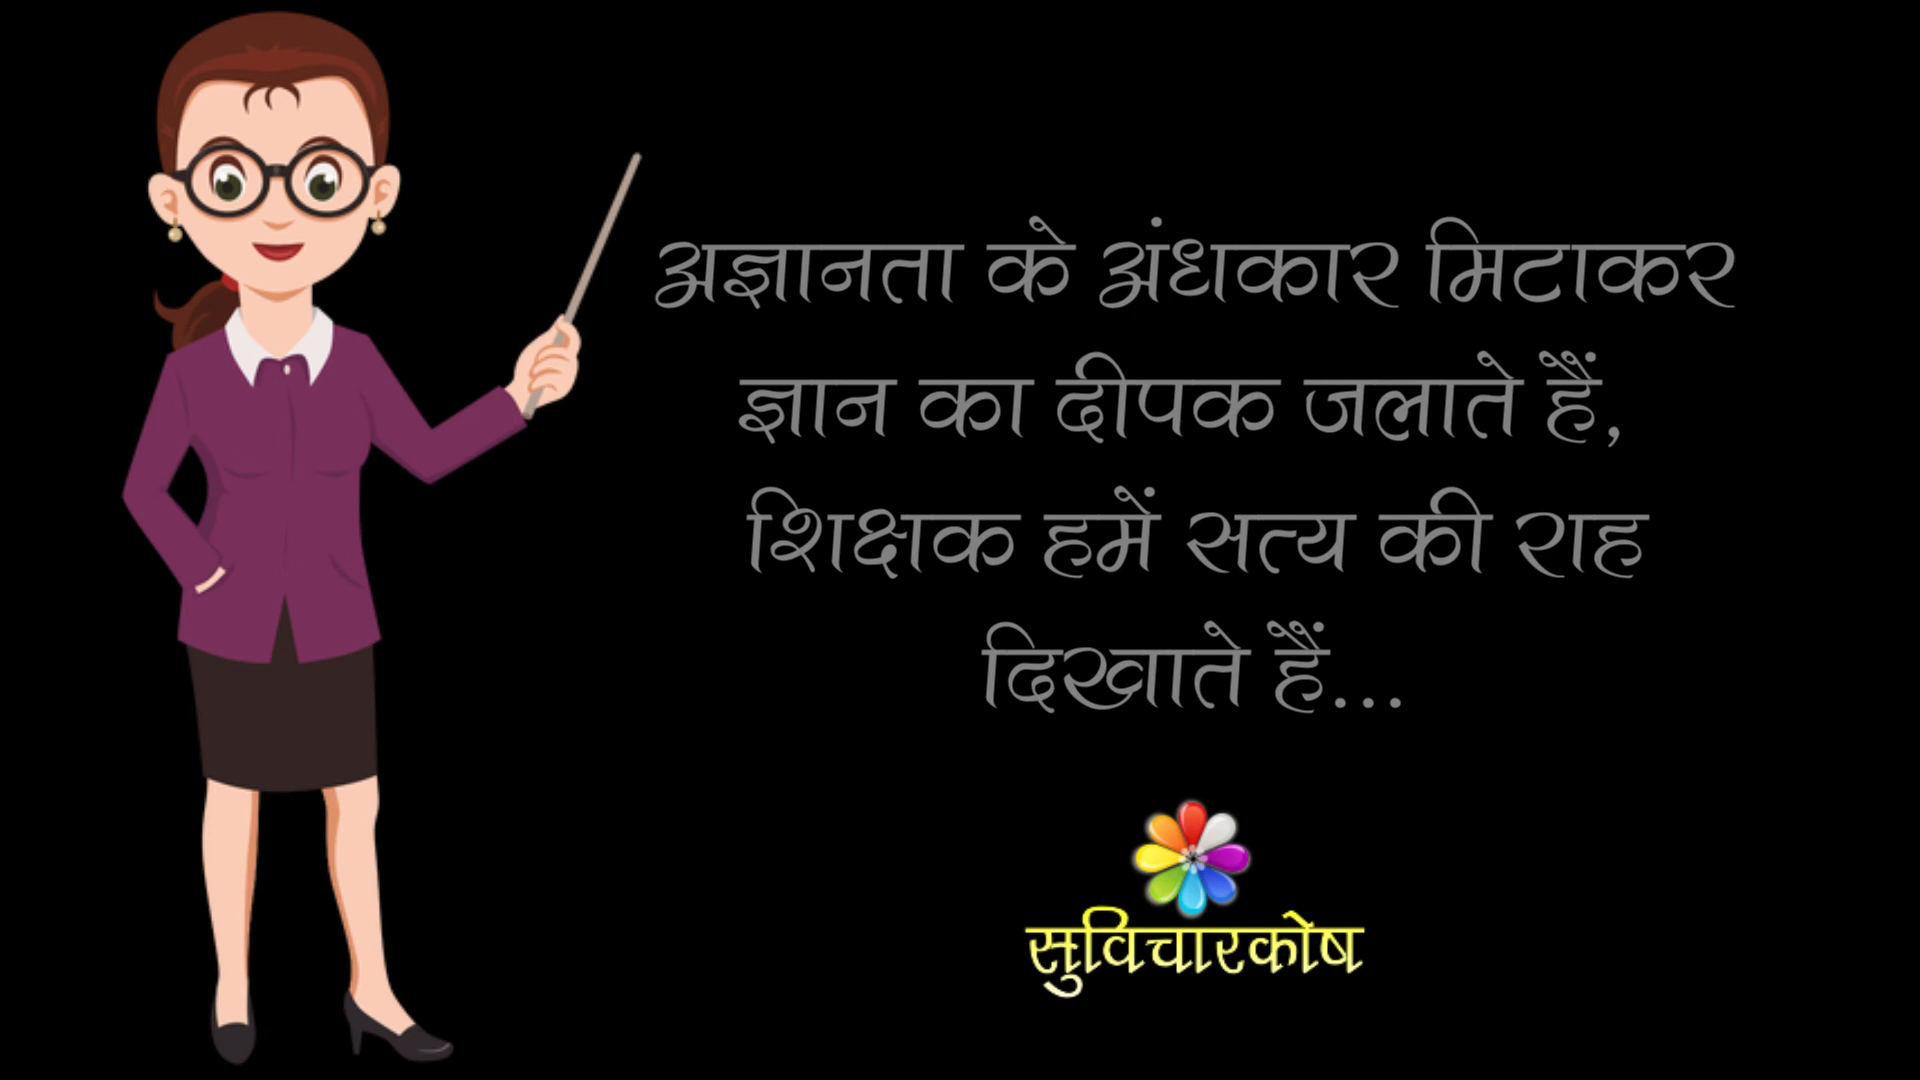 अज्ञानता के अंधकार मिटाकर
ज्ञान का दीपक जलाते हैं,
शिक्षक हमें सत्य की राह
दिखाते हैं...
सुविचारकोष